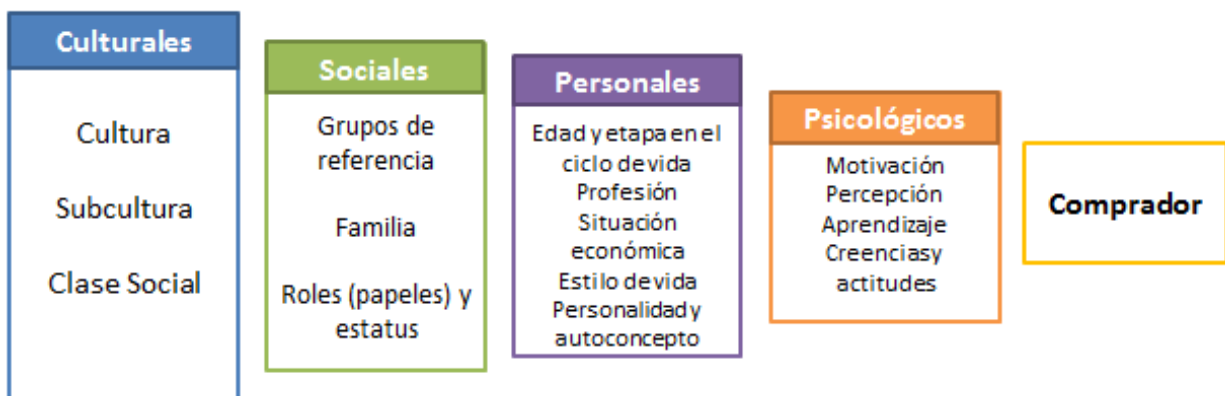 Culturales
Cultura
Subcultura
Clase Social
Sociales
Grupos de
referencia
Familia
Roles (papeles) y
estatus
Personales
Edad y etapa en el
ciclo de vida
Profesión
Situación
económica
Estilo de vida
Personalidad y
autoconcepto
Psicológicos
Motivación
Percepción
Aprendizaje
Creencias y
actitudes
Comprador